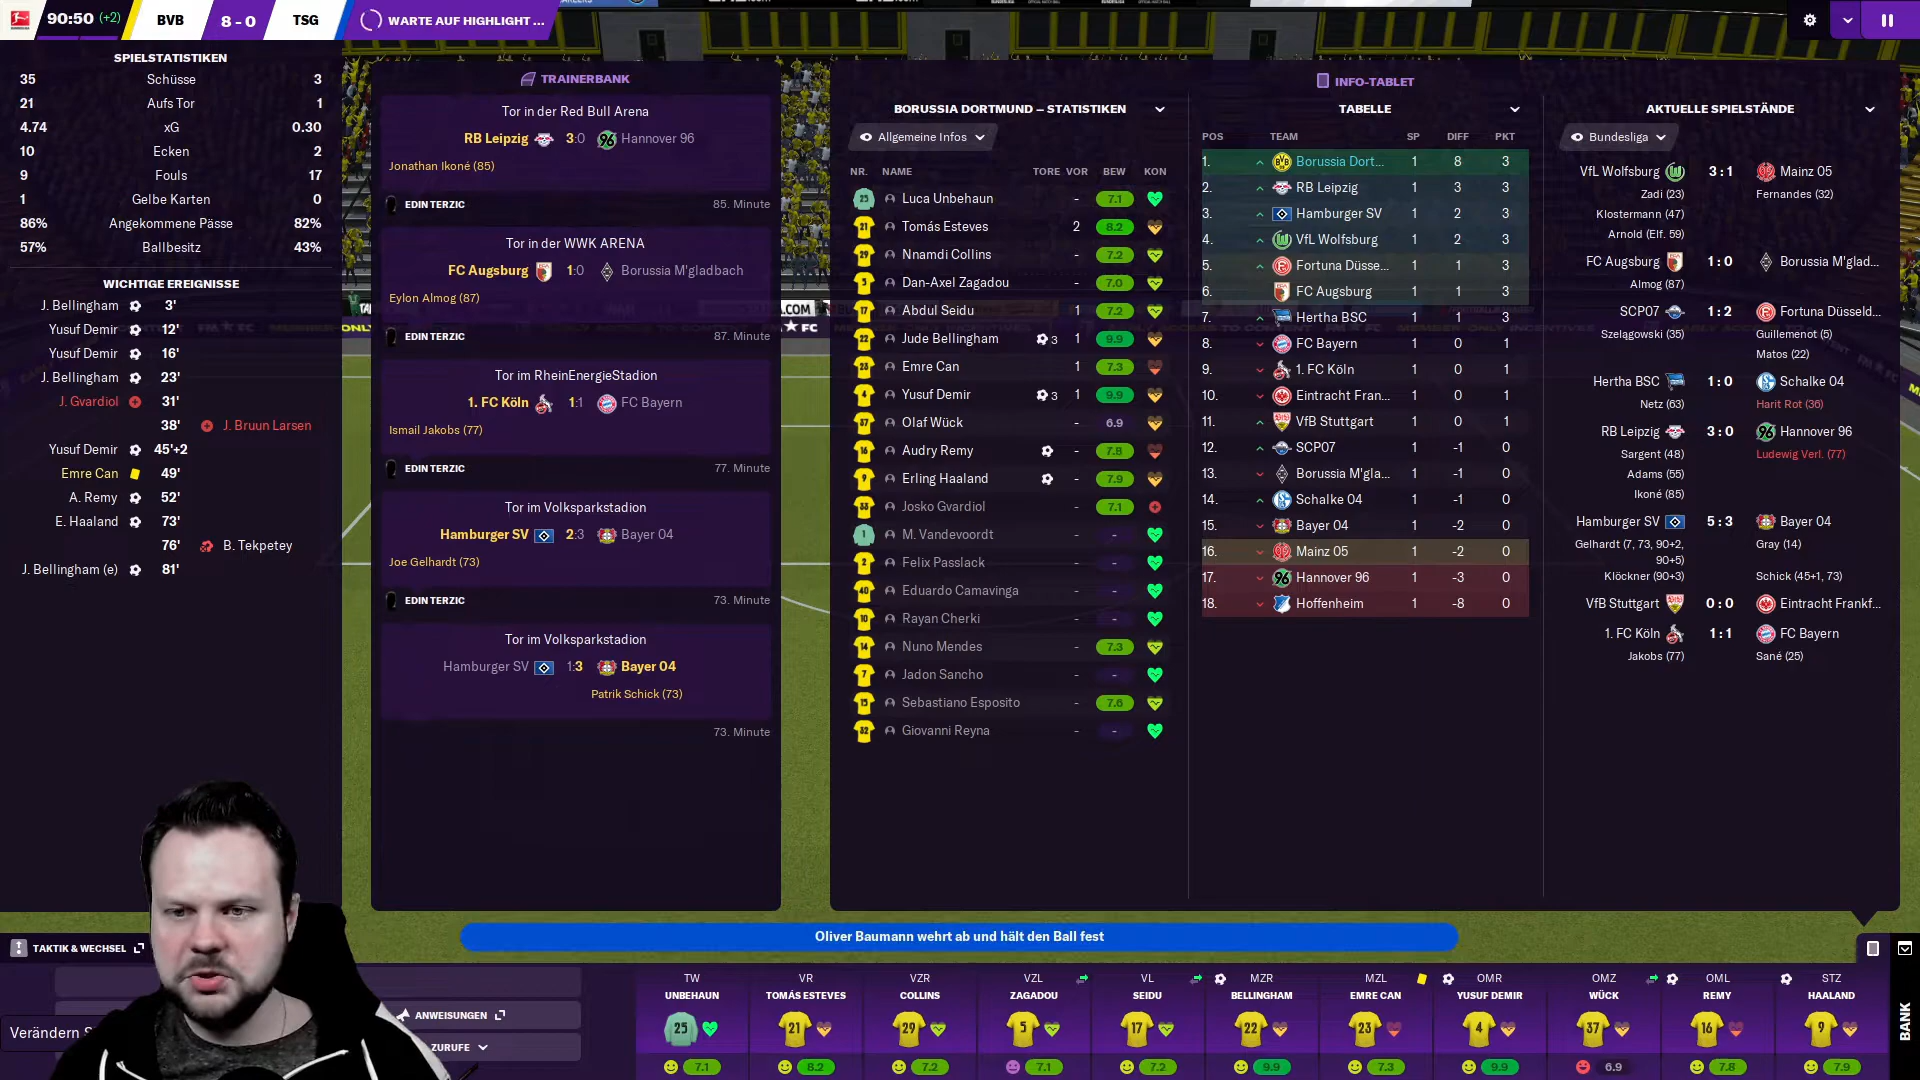 90:50 (+2) BVB 8 - 0 TSG WARTE AUF HIGHLIGHT ...
SPIELSTATISTIKEN
35 Schüsse 3
21 Aufs Tor 1
4.74 xG 0.30
10 Ecken 2
9 Fouls 17
1 Gelbe Karten 0
86% Angekommene Pässe 82%
57% Ballbesitz 43%
WICHTIGE EREIGNISSE
J. Bellingham 3'
Yusuf Demir 12'
Yusuf Demir 16'
J. Bellingham 23'
J. Gvardiol 31'
38' J. Bruun Larsen
Yusuf Demir 45'+2
Emre Can 49'
A. Remy 52'
E. Haaland 73'
76' B. Tekpetey
J. Bellingham (e) 81'
TRAINERBANK
Tor in der Red Bull Arena
RB Leipzig 3:0 Hannover 96
Jonathan Ikoné (85)
EDIN TERZIC 85. Minute
Tor in der WWK ARENA
FC Augsburg 1:0 Borussia M'gladbach
Eylon Almog (87)
EDIN TERZIC 87. Minute
Tor im RheinEnergieStadion
1. FC Köln 1:1 FC Bayern
Ismail Jakobs (77)
EDIN TERZIC 77. Minute
Tor im Volksparkstadion
Hamburger SV 2:3 Bayer 04
Joe Gelhardt (73)
EDIN TERZIC 73. Minute
Tor im Volksparkstadion
Hamburger SV 1:3 Bayer 04
Patrik Schick (73)
73. Minute
INFO-TABLET
BORUSSIA DORTMUND – STATISTIKEN
Allgemeine Infos
NR. NAME TORE VOR BEW KON
25 Luca Unbehaun - 7.1
21 Tomás Esteves 2 8.2
29 Nnamdi Collins - 7.2
5 Dan-Axel Zagadou - 7.0
17 Abdul Seidu 1 7.2
22 Jude Bellingham 3 1 9.9
23 Emre Can 1 7.3
4 Yusuf Demir 3 1 9.9
37 Olaf Wück - 6.9
16 Audry Remy - 7.8
9 Erling Haaland - 7.9
33 Josko Gvardiol - 7.1
1 M. Vandevoordt - -
2 Felix Passlack - -
40 Eduardo Camavinga - -
10 Rayan Cherki - -
14 Nuno Mendes - 7.3
7 Jadon Sancho - -
15 Sebastiano Esposito - 7.6
32 Giovanni Reyna - -
TABELLE
POS TEAM SP DIFF PKT
1. Borussia Dort... 1 8 3
2. RB Leipzig 1 3 3
3. Hamburger SV 1 2 3
4. VfL Wolfsburg 1 2 3
5. Fortuna Düsse... 1 1 3
6. FC Augsburg 1 1 3
7. Hertha BSC 1 1 3
8. FC Bayern 1 0 1
9. 1. FC Köln 1 0 1
10. Eintracht Fran... 1 0 1
11. VfB Stuttgart 1 0 1
12. SCP07 1 -1 0
13. Borussia M'gla... 1 -1 0
14. Schalke 04 1 -1 0
15. Bayer 04 1 -2 0
16. Mainz 05 1 -2 0
17. Hannover 96 1 -3 0
18. Hoffenheim 1 -8 0
AKTUELLE SPIELSTÄNDE
Bundesliga
VfL Wolfsburg 3:1 Mainz 05
Zadi (23) Fernandes (32)
Klostermann (47)
Arnold (Elf. 59)
FC Augsburg 1:0 Borussia M'glad...
Almog (87)
SCP07 1:2 Fortuna Düsseld...
Szelągowski (35) Guillemenot (5)
Matos (22)
Hertha BSC 1:0 Schalke 04
Netz (63) Harit Rot (36)
RB Leipzig 3:0 Hannover 96
Sargent (48) Ludewig Verl. (77)
Adams (55)
Ikoné (85)
Hamburger SV 5:3 Bayer 04
Gelhardt (7, 73, 90+2, Gray (14)
90+5)
Klöckner (90+3) Schick (45+1, 73)
VfB Stuttgart 0:0 Eintracht Frankf...
1. FC Köln 1:1 FC Bayern
Jakobs (77) Sané (25)
Oliver Baumann wehrt ab und hält den Ball fest
TAKTIK & WECHSEL
Verändern S
ANWEISUNGEN
ZURUFE
TW VR VZR VZL VL MZR MZL OMR OMZ OML STZ
UNBEHAUN TOMÁS ESTEVES COLLINS ZAGADOU SEIDU BELLINGHAM EMRE CAN YUSUF DEMIR WÜCK REMY HAALAND
25 21 29 5 17 22 23 4 37 16 9
7.1 8.2 7.2 7.1 7.2 9.9 7.3 9.9 6.9 7.8 7.9
BANK